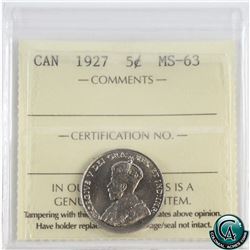 CAN 1927 5¢ MS-63
COMMENTS
CERTIFICATION NO.
IN OU S IS A
GENU ITEM.
Tampering with th ates above opinion.
Have holder repla age/seal not intact.